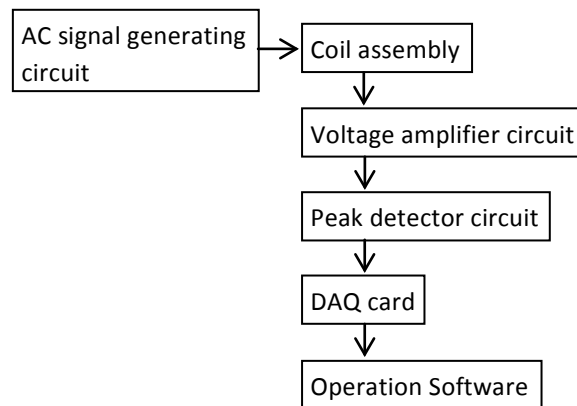 AC signal generating
circuit
Coil assembly
Voltage amplifier circuit
Peak detector circuit
DAQ card
Operation Software